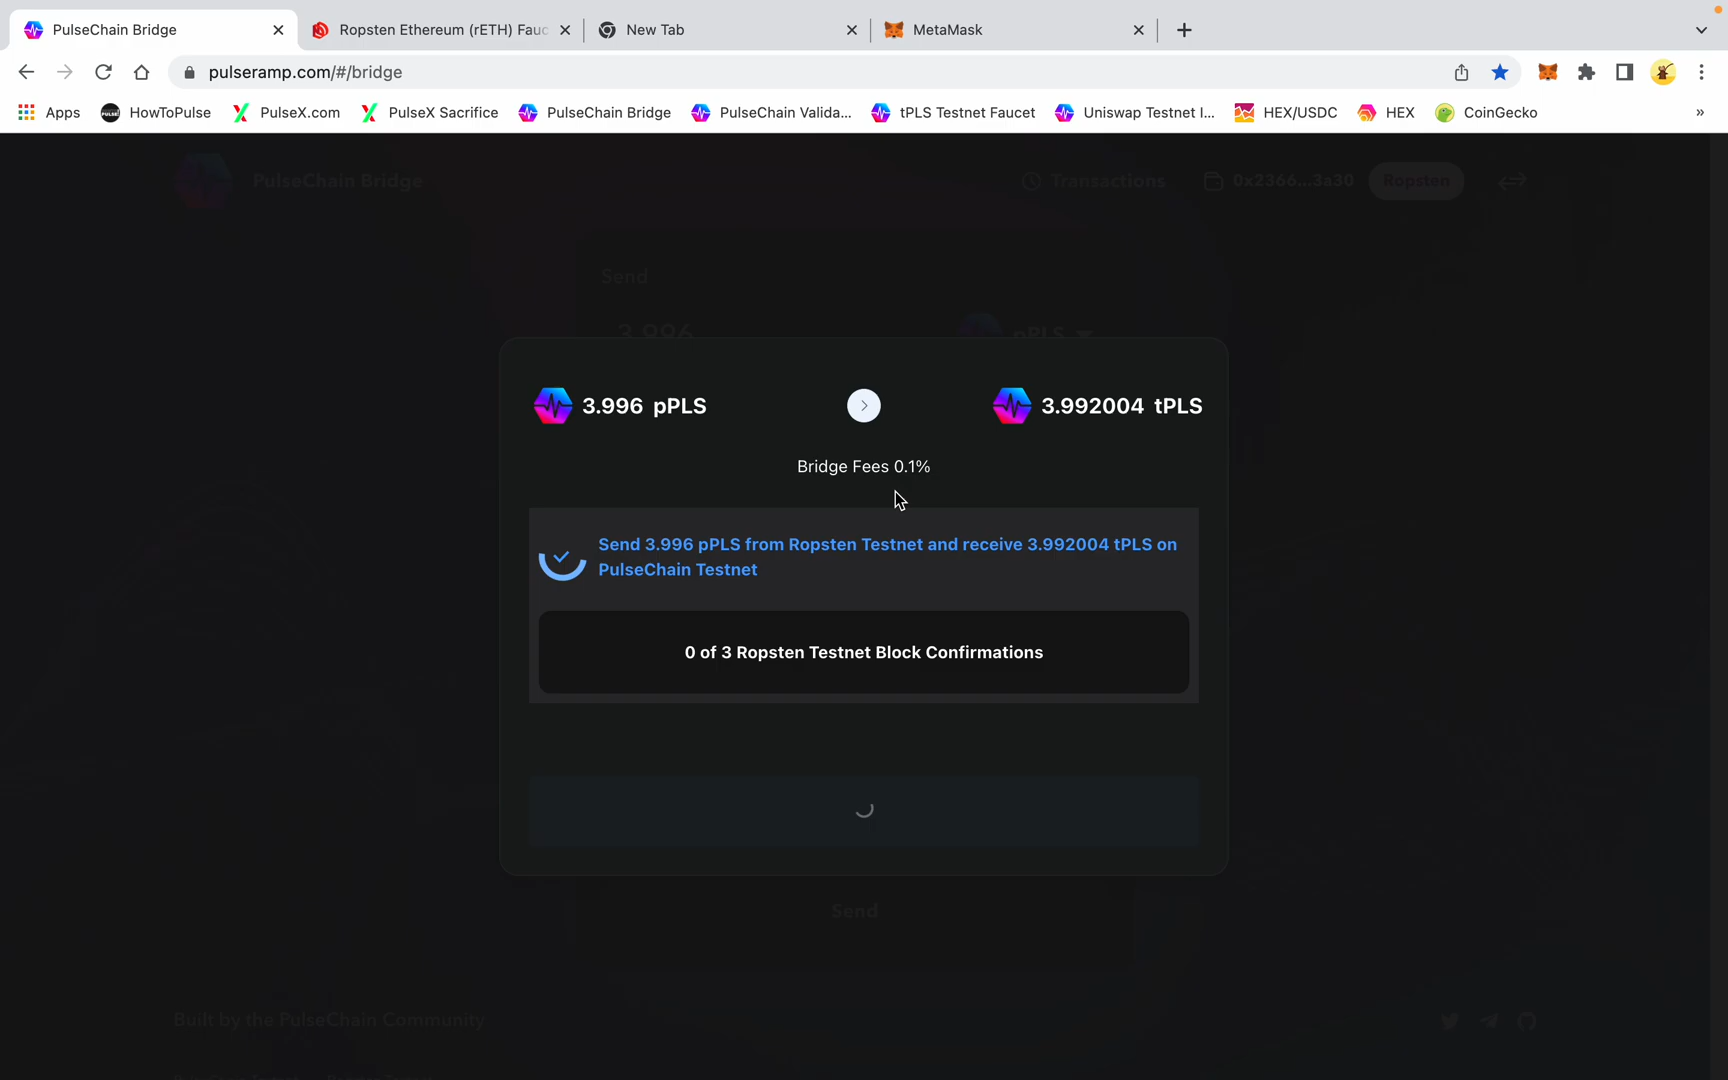 PulseChain Bridge
Ropsten Ethereum (rETH) Fauc
New Tab
MetaMask
pulseramp.com/#/bridge
Apps
HowToPulse
PulseX.com
PulseX Sacrifice
PulseChain Bridge
PulseChain Valida...
tPLS Testnet Faucet
Uniswap Testnet I...
HEX/USDC
HEX
CoinGecko
»
PulseChain Bridge
Transactions
0x2366...3a30
Ropsten
Send
3.996
pPLS
3.996 pPLS
3.992004 tPLS
Bridge Fees 0.1%
Send 3.996 pPLS from Ropsten Testnet and receive 3.992004 tPLS on
PulseChain Testnet
0 of 3 Ropsten Testnet Block Confirmations
Send
Built by the PulseChain Community